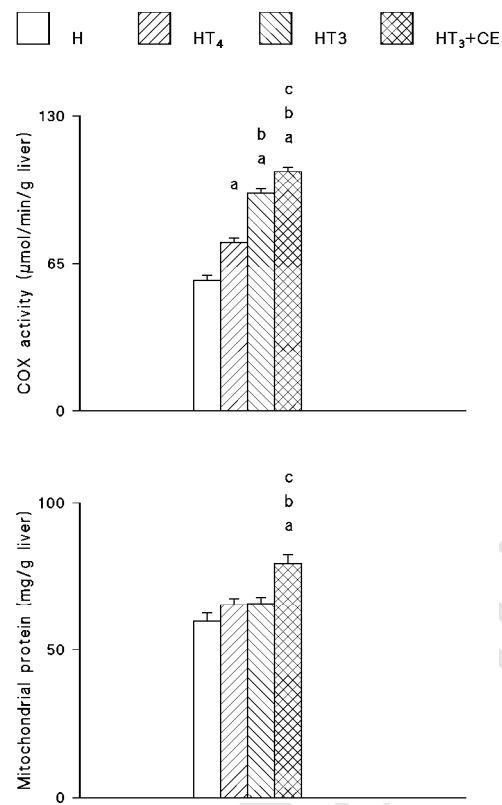 H HT₄ HT3 HT₃+CE
COX activity (µmol/min/g liver)
130
65
0
a
b
a
c
b
a
Mitochondrial protein (mg/g liver)
100
50
0
c
b
a